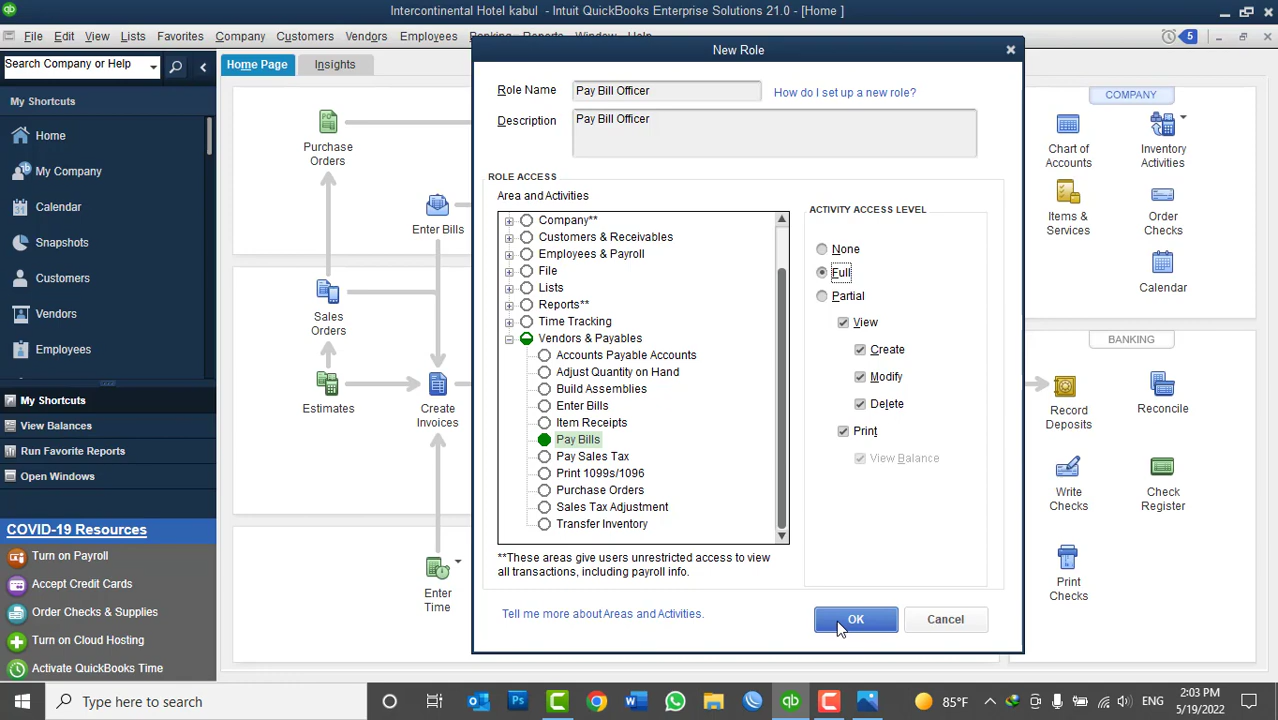 Intercontinental Hotel kabul - Intuit QuickBooks Enterprise Solutions 21.0 - [Home ]
File Edit View Lists Favorites Company Customers Vendors Employees Banking Reports Window Help
5
Search Company or Help
My Shortcuts
Home
My Company
Calendar
Snapshots
Customers
Vendors
Employees
My Shortcuts
View Balances
Run Favorite Reports
Open Windows
COVID-19 Resources
Turn on Payroll
Accept Credit Cards
Order Checks & Supplies
Turn on Cloud Hosting
Activate QuickBooks Time
Home Page
Insights
Purchase
Orders
Enter Bills
Sales
Orders
Estimates
Create
Invoices
Enter
Time
New Role
Role Name
Pay Bill Officer
How do I set up a new role?
Description
Pay Bill Officer
ROLE ACCESS
Area and Activities
Company**
Customers & Receivables
Employees & Payroll
File
Lists
Reports**
Time Tracking
Vendors & Payables
Accounts Payable Accounts
Adjust Quantity on Hand
Build Assemblies
Enter Bills
Item Receipts
Pay Bills
Pay Sales Tax
Print 1099s/1096
Purchase Orders
Sales Tax Adjustment
Transfer Inventory
**These areas give users unrestricted access to view
all transactions, including payroll info.
Tell me more about Areas and Activities.
ACTIVITY ACCESS LEVEL
None
Full
Partial
View
Create
Modify
Delete
Print
View Balance
OK
Cancel
COMPANY
Chart of
Accounts
Inventory
Activities
Items &
Services
Order
Checks
Calendar
BANKING
Record
Deposits
Reconcile
Write
Checks
Check
Register
Print
Checks
Type here to search
85°F
ENG
2:03 PM
5/19/2022